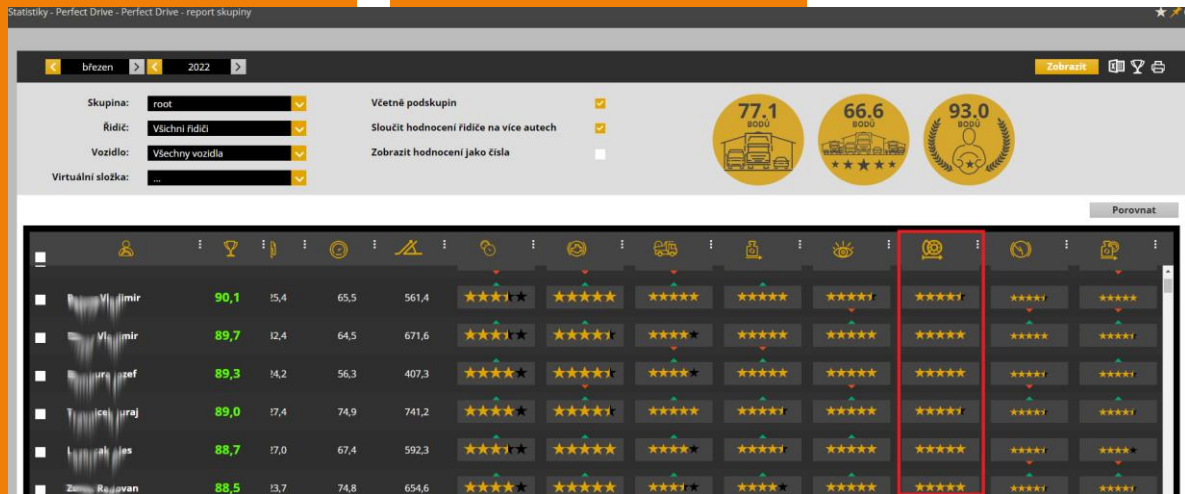 Statistiky - Perfect Drive - Perfect Drive - report skupiny
březen 2022 Zobrazit
Skupina: root
Řidič: Všichni řidiči
Vozidlo: Všechny vozidla
Virtuální složka: ...
Včetně podskupin
Sloučit hodnocení řidiče na více autech
Zobrazit hodnocení jako čísla
77.1 BODŮ
66.6 BODŮ
93.0 BODŮ
Porovnat
90,1 65,5 561,4
89,7 64,5 671,6
89,3 56,3 407,3
89,0 74,9 741,2
88,7 67,4 592,3
88,5 74,8 654,6